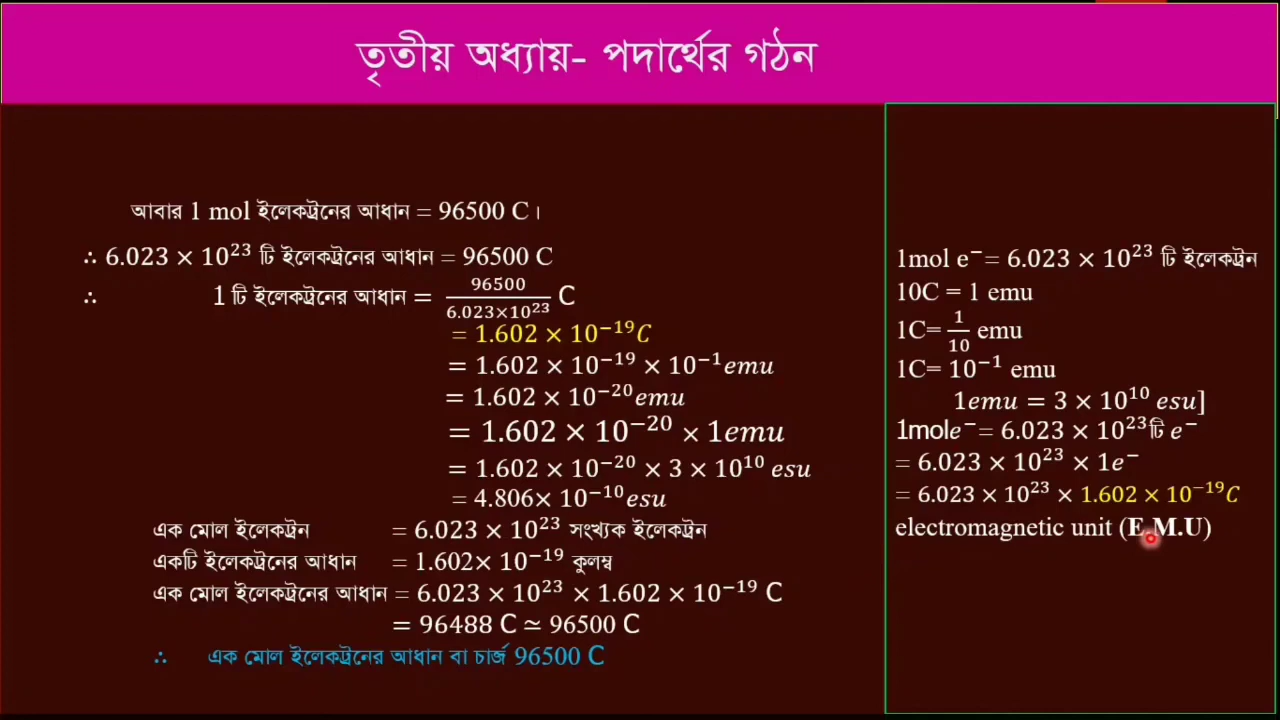 তৃতীয় অধ্যায়- পদার্থের গঠন
আবার 1 mol ইলেকট্রনের আধান = 96500 C।
∴ 6.023 × 10²³ টি ইলেকট্রনের আধান = 96500 C
∴ 1 টি ইলেকট্রনের আধান = 96500/6.023×10²³ C
= 1.602 × 10⁻¹⁹C
= 1.602 × 10⁻¹⁹ × 10⁻¹emu
= 1.602 × 10⁻²⁰emu
= 1.602 × 10⁻²⁰ × 1emu
= 1.602 × 10⁻²⁰ × 3 × 10¹⁰ esu
= 4.806× 10⁻¹⁰esu
এক মোল ইলেকট্রন = 6.023 × 10²³ সংখ্যক ইলেকট্রন
একটি ইলেকট্রনের আধান = 1.602× 10⁻¹⁹ কুলম্ব
এক মোল ইলেকট্রনের আধান = 6.023 × 10²³ × 1.602 × 10⁻¹⁹ C
= 96488 C ≃ 96500 C
∴ এক মোল ইলেকট্রনের আধান বা চার্জ 96500 C
1mol e⁻= 6.023 × 10²³ টি ইলেকট্রন
10C = 1 emu
1C= 1/10 emu
1C= 10⁻¹ emu
1emu = 3 × 10¹⁰ esu]
1mole⁻= 6.023 × 10²³টি e⁻
= 6.023 × 10²³ × 1e⁻
= 6.023 × 10²³ × 1.602 × 10⁻¹⁹C
electromagnetic unit (E.M.U)